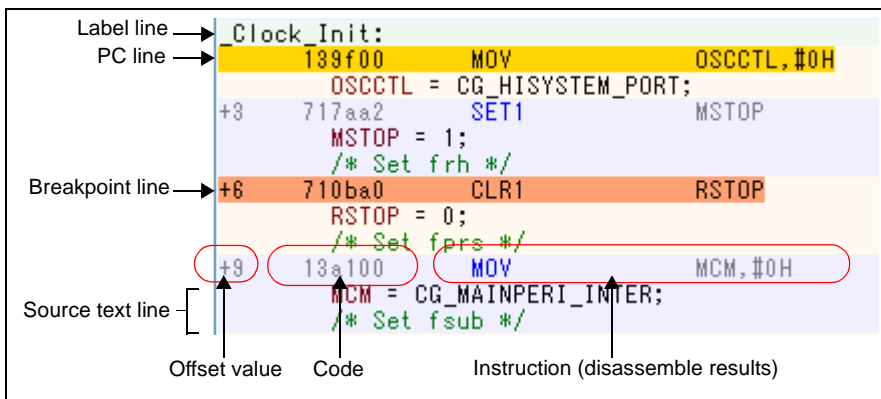 Label line
_Clock_Init:
PC line
139f00 MOV OSCCTL,#0H
OSCCTL = CG_HISYSTEM_PORT;
+3 717aa2 SET1 MSTOP
MSTOP = 1;
/* Set frh */
Breakpoint line
+6 710ba0 CLR1 RSTOP
RSTOP = 0;
/* Set fprs */
+9 13a100 MOV MCM,#0H
Source text line
MCM = CG_MAINPERI_INTER;
/* Set fsub */
Offset value
Code
Instruction (disassemble results)